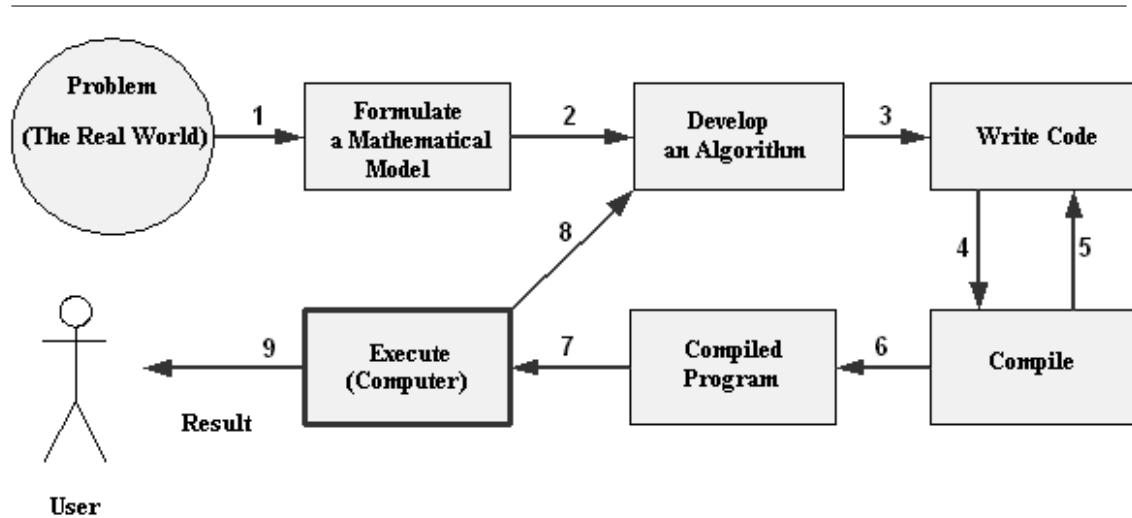 Problem
(The Real World)
1
Formulate
a Mathematical
Model
2
Develop
an Algorithm
3
Write Code
4
5
8
Compile
6
Compiled
Program
7
Execute
(Computer)
9
Result
User